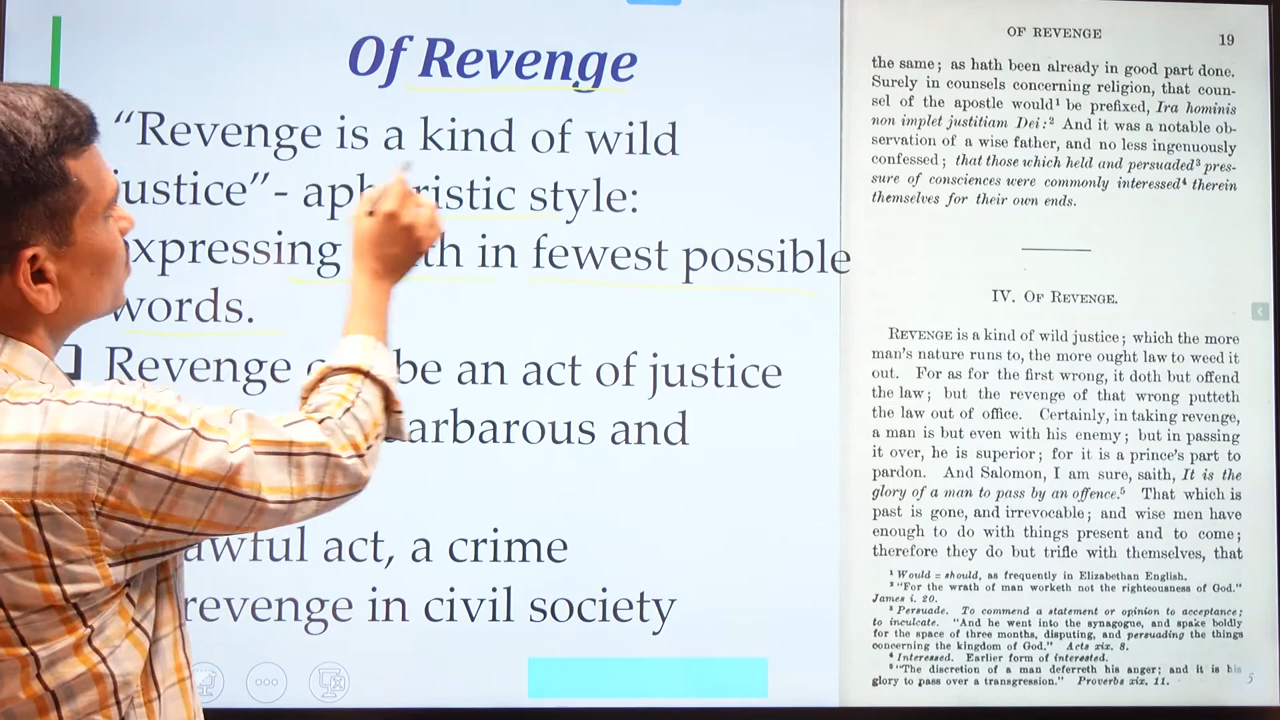 Of Revenge
“Revenge is a kind of wild
justice”- aphoristic style:
expressing in fewest possible
words.
Revenge be an act of justice
barbarous and
act, a crime
revenge in civil society
OF REVENGE 19
the same; as hath been already in good part done.
Surely in counsels concerning religion, that coun-
sel of the apostle would¹ be prefixed, Ira hominis
non implet justitiam Dei:² And it was a notable ob-
servation of a wise father, and no less ingenuously
confessed; that those which held and persuaded³ pres-
sure of consciences were commonly interessed⁴ therein
themselves for their own ends.
IV. OF REVENGE.
REVENGE is a kind of wild justice; which the more
man's nature runs to, the more ought law to weed it
out. For as for the first wrong, it doth but offend
the law; but the revenge of that wrong putteth
the law out of office. Certainly, in taking revenge,
a man is but even with his enemy; but in passing
it over, he is superior; for it is a prince's part to
pardon. And Salomon, I am sure, saith, It is the
glory of a man to pass by an offence.⁵ That which is
past is gone, and irrevocable; and wise men have
enough to do with things present and to come;
therefore they do but trifle with themselves, that
¹ Would = should, as frequently in Elizabethan English.
² "For the wrath of man worketh not the righteousness of God."
James i. 20.
³ Persuade. To commend a statement or opinion to acceptance;
to inculcate. "And he went into the synagogue, and spake boldly
for the space of three months, disputing, and persuading the things
concerning the kingdom of God." Acts xix. 8.
⁴ Interessed. Earlier form of interested.
⁵ "The discretion of a man deferreth his anger; and it is his
glory to pass over a transgression." Proverbs xix. 11.
5